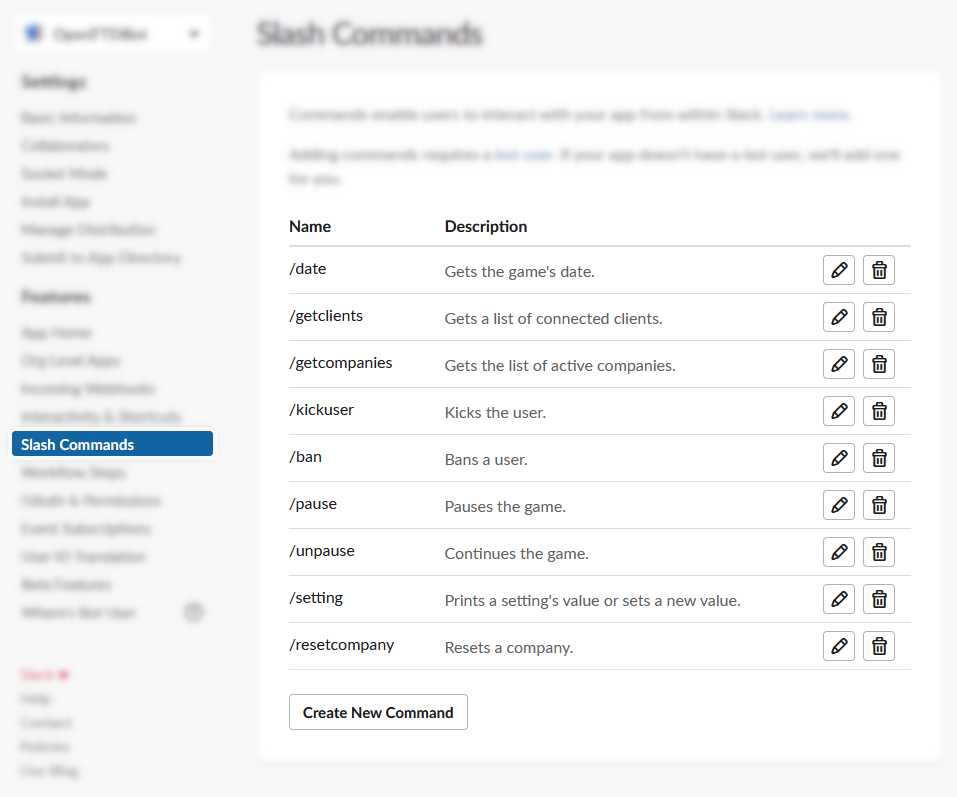 OpenTTDBot
Slash Commands
Settings
Basic Information
Collaborators
Socket Mode
Install App
Manage Distribution
Submit to App Directory
Features
App Home
Org Level Apps
Incoming Webhooks
Interactivity & Shortcuts
Slash Commands
Workflow Steps
OAuth & Permissions
Event Subscriptions
User ID Translation
Beta Features
Where's Bot User
Slack
Help
Contact
Policies
Our Blog
Commands enable users to interact with your app from within Slack. Learn more.
Adding commands requires a bot user. If your app doesn't have a bot user, we'll add one
for you.
Name Description
/date Gets the game's date.
/getclients Gets a list of connected clients.
/getcompanies Gets the list of active companies.
/kickuser Kicks the user.
/ban Bans a user.
/pause Pauses the game.
/unpause Continues the game.
/setting Prints a setting's value or sets a new value.
/resetcompany Resets a company.
Create New Command